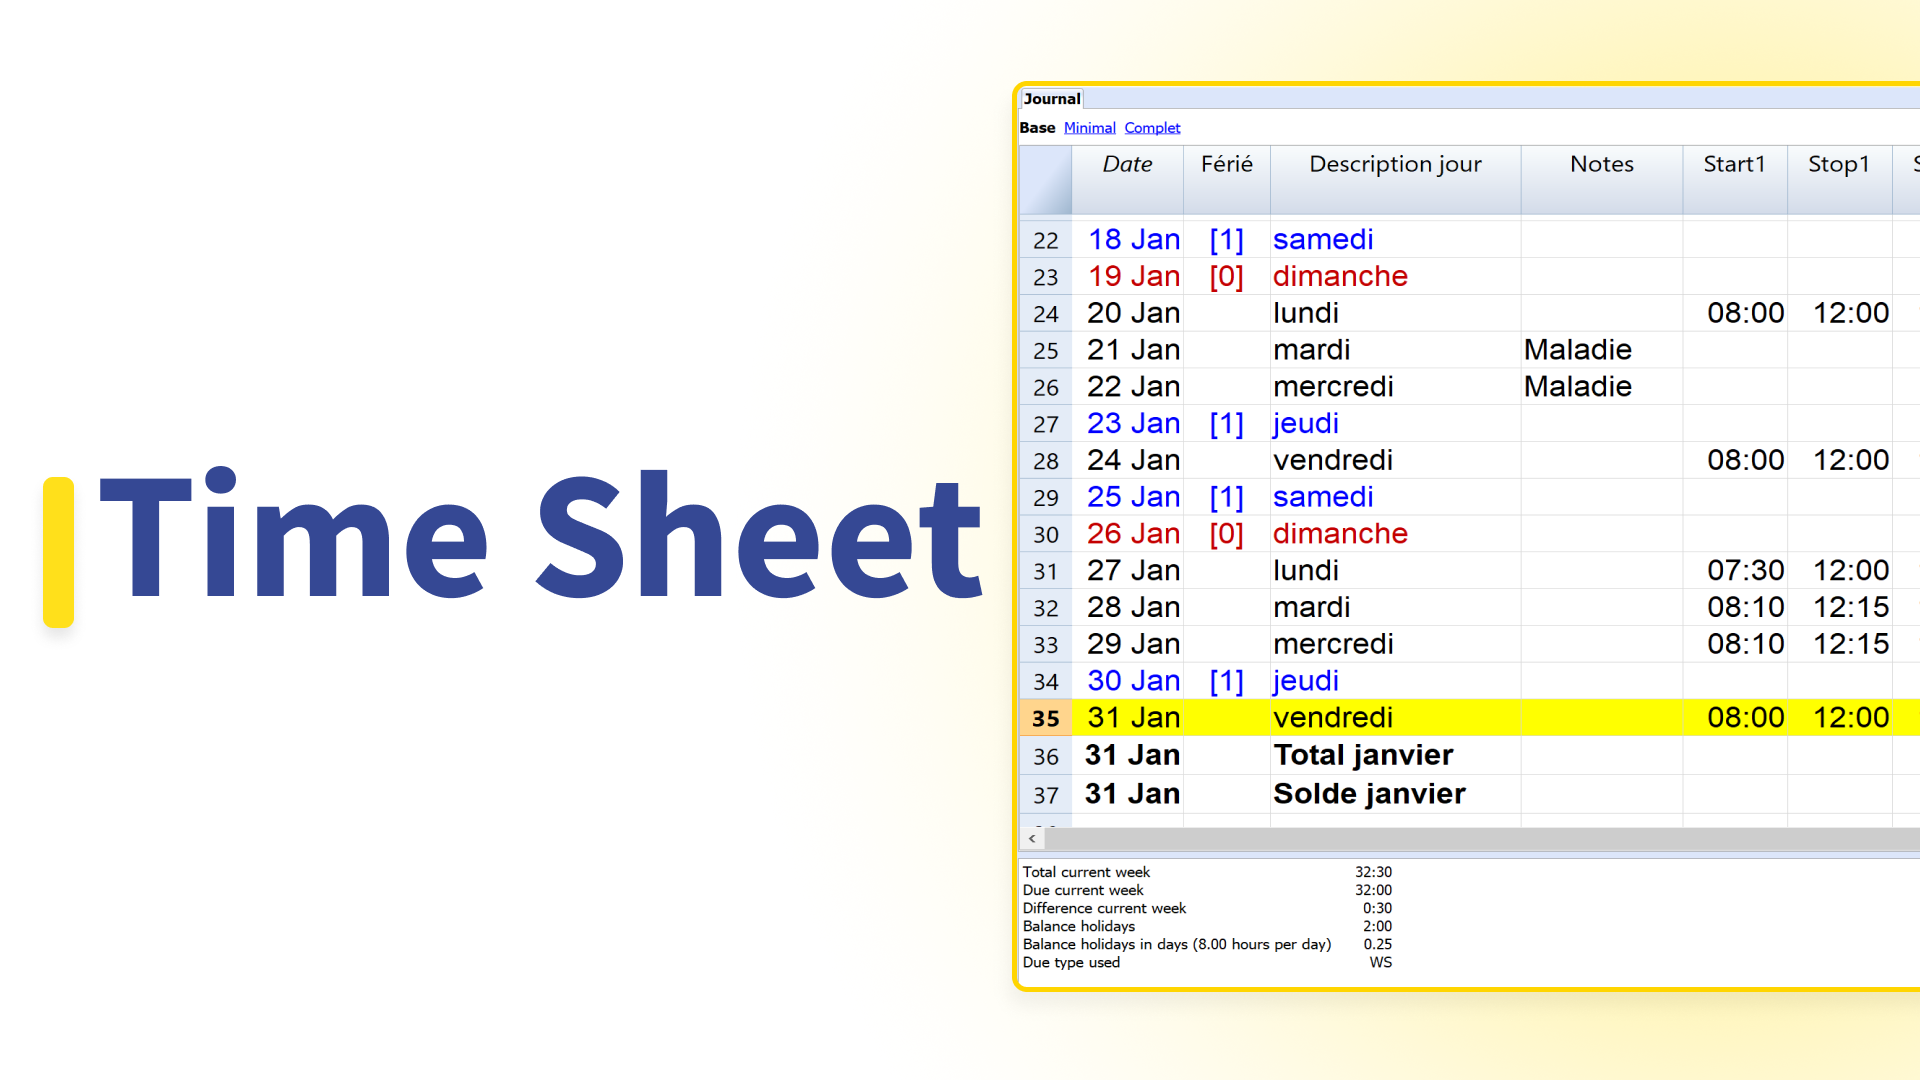 Time Sheet
Journal
Base Minimal Complet
Date Férié Description jour Notes Start1 Stop1
22 18 Jan [1] samedi
23 19 Jan [0] dimanche
24 20 Jan lundi 08:00 12:00
25 21 Jan mardi Maladie
26 22 Jan mercredi Maladie
27 23 Jan [1] jeudi
28 24 Jan vendredi 08:00 12:00
29 25 Jan [1] samedi
30 26 Jan [0] dimanche
31 27 Jan lundi 07:30 12:00
32 28 Jan mardi 08:10 12:15
33 29 Jan mercredi 08:10 12:15
34 30 Jan [1] jeudi
35 31 Jan vendredi 08:00 12:00
36 31 Jan Total janvier
37 31 Jan Solde janvier
Total current week 32:30
Due current week 32:00
Difference current week 0:30
Balance holidays 2:00
Balance holidays in days (8.00 hours per day) 0.25
Due type used WS